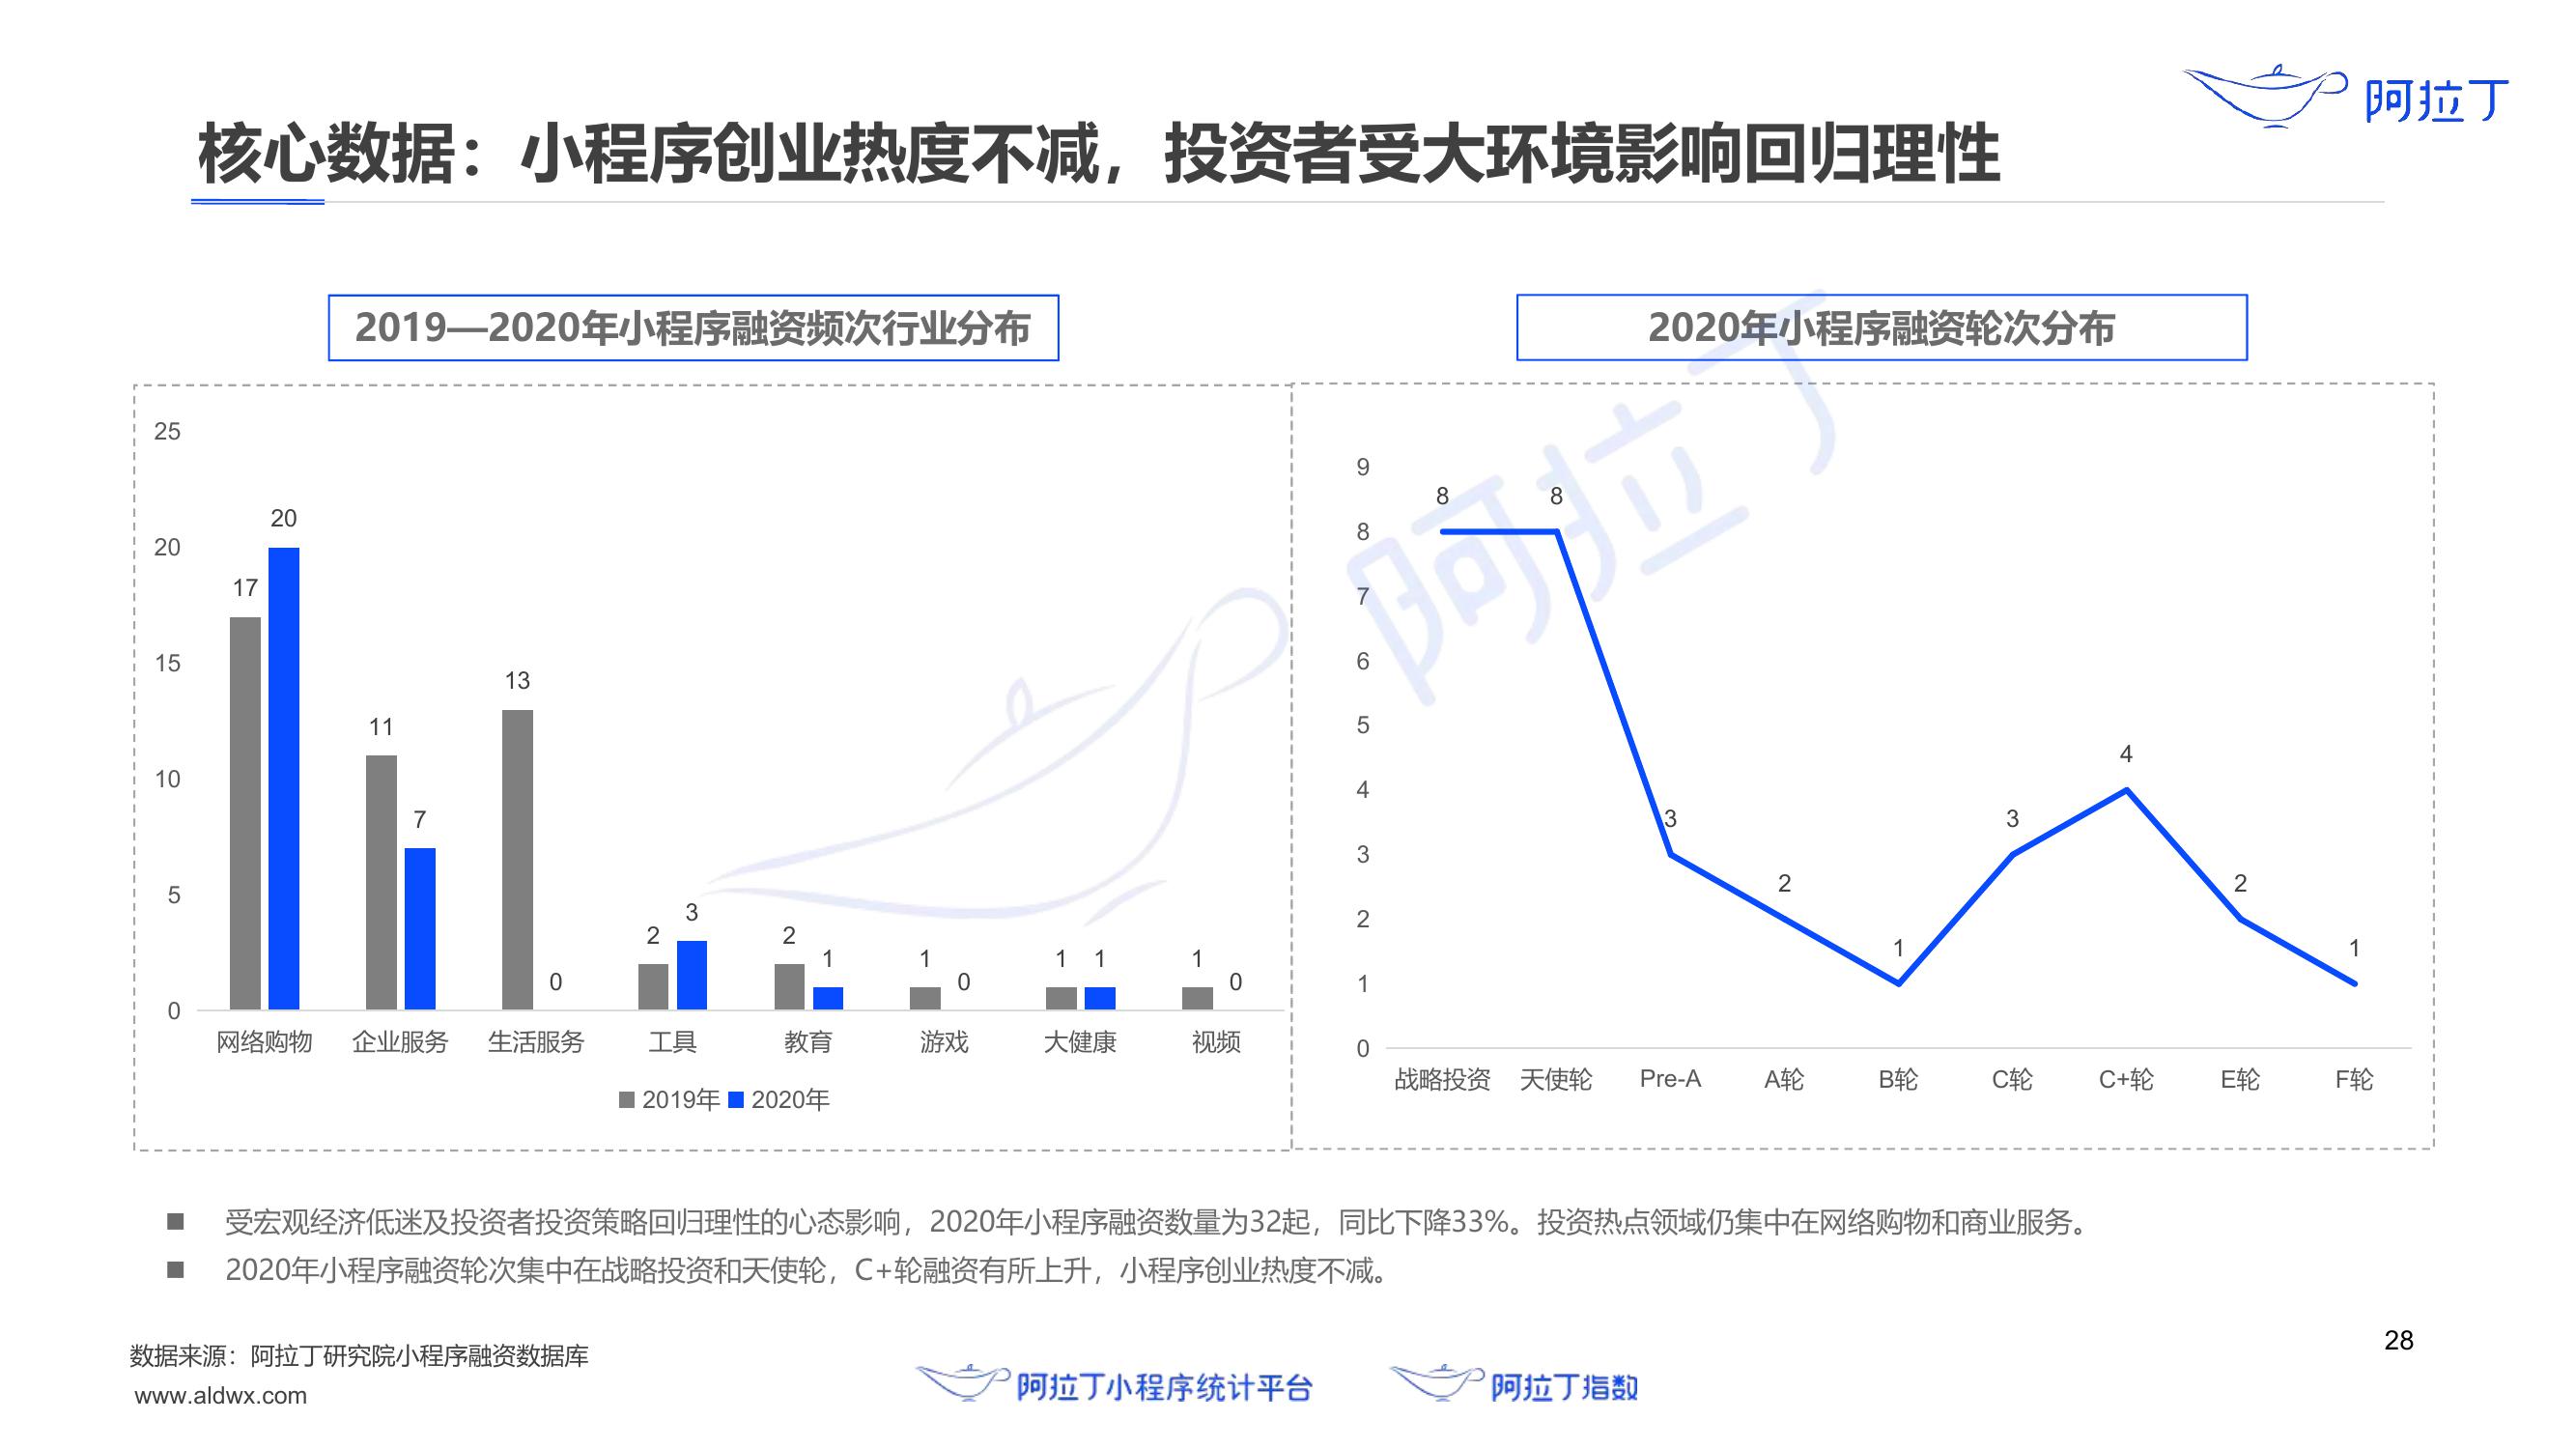 阿拉丁
核心数据：小程序创业热度不减，投资者受大环境影响回归理性
2019—2020年小程序融资频次行业分布
25
20
15
10
5
0
17
20
11
7
13
0
2
3
2
1
1
0
1
1
1
0
网络购物
企业服务
生活服务
工具
教育
游戏
大健康
视频
2019年
2020年
2020年小程序融资轮次分布
阿拉丁
9
8
7
6
5
4
3
2
1
0
8
8
3
2
1
3
4
2
1
战略投资
天使轮
Pre-A
A轮
B轮
C轮
C+轮
E轮
F轮
受宏观经济低迷及投资者投资策略回归理性的心态影响，2020年小程序融资数量为32起，同比下降33%。投资热点领域仍集中在网络购物和商业服务。
2020年小程序融资轮次集中在战略投资和天使轮，C+轮融资有所上升，小程序创业热度不减。
数据来源：阿拉丁研究院小程序融资数据库
www.aldwx.com
阿拉丁小程序统计平台
阿拉丁指数
28